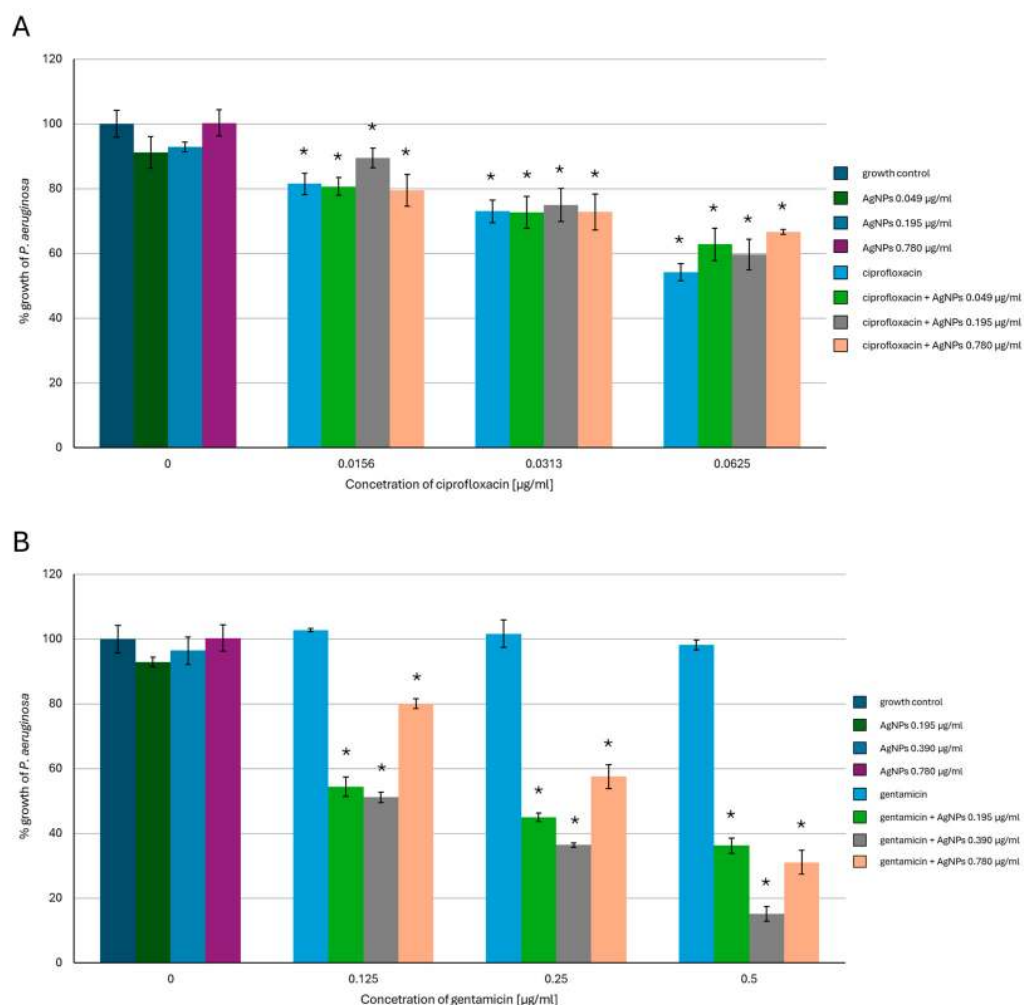 A
120
100
80
60
40
20
0
% growth of P. aeruginosa
* * * * * * * * * * * *
0 0.0156 0.0313 0.0625
Concetration of ciprofloxacin [µg/ml]
growth control
AgNPs 0.049 µg/ml
AgNPs 0.195 µg/ml
AgNPs 0.780 µg/ml
ciprofloxacin
ciprofloxacin + AgNPs 0.049 µg/ml
ciprofloxacin + AgNPs 0.195 µg/ml
ciprofloxacin + AgNPs 0.780 µg/ml
B
120
100
80
60
40
20
0
% growth of P. aeruginosa
* * * * * * * * *
0 0.125 0.25 0.5
Concetration of gentamicin [µg/ml]
growth control
AgNPs 0.195 µg/ml
AgNPs 0.390 µg/ml
AgNPs 0.780 µg/ml
gentamicin
gentamicin + AgNPs 0.195 µg/ml
gentamicin + AgNPs 0.390 µg/ml
gentamicin + AgNPs 0.780 µg/ml